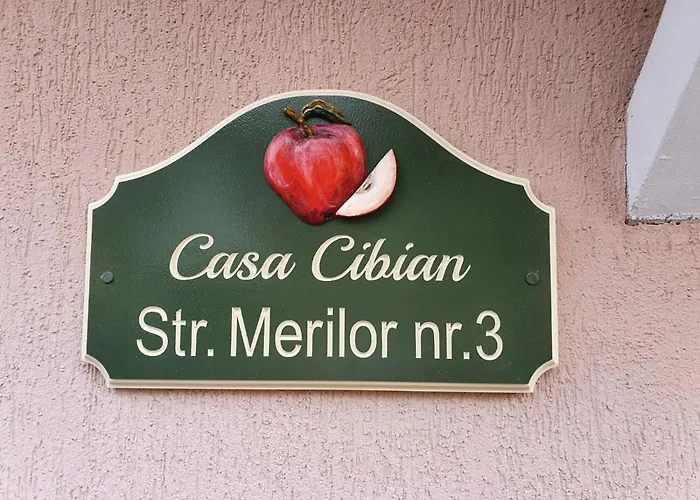 Casa Cibian
Str. Merilor nr.3